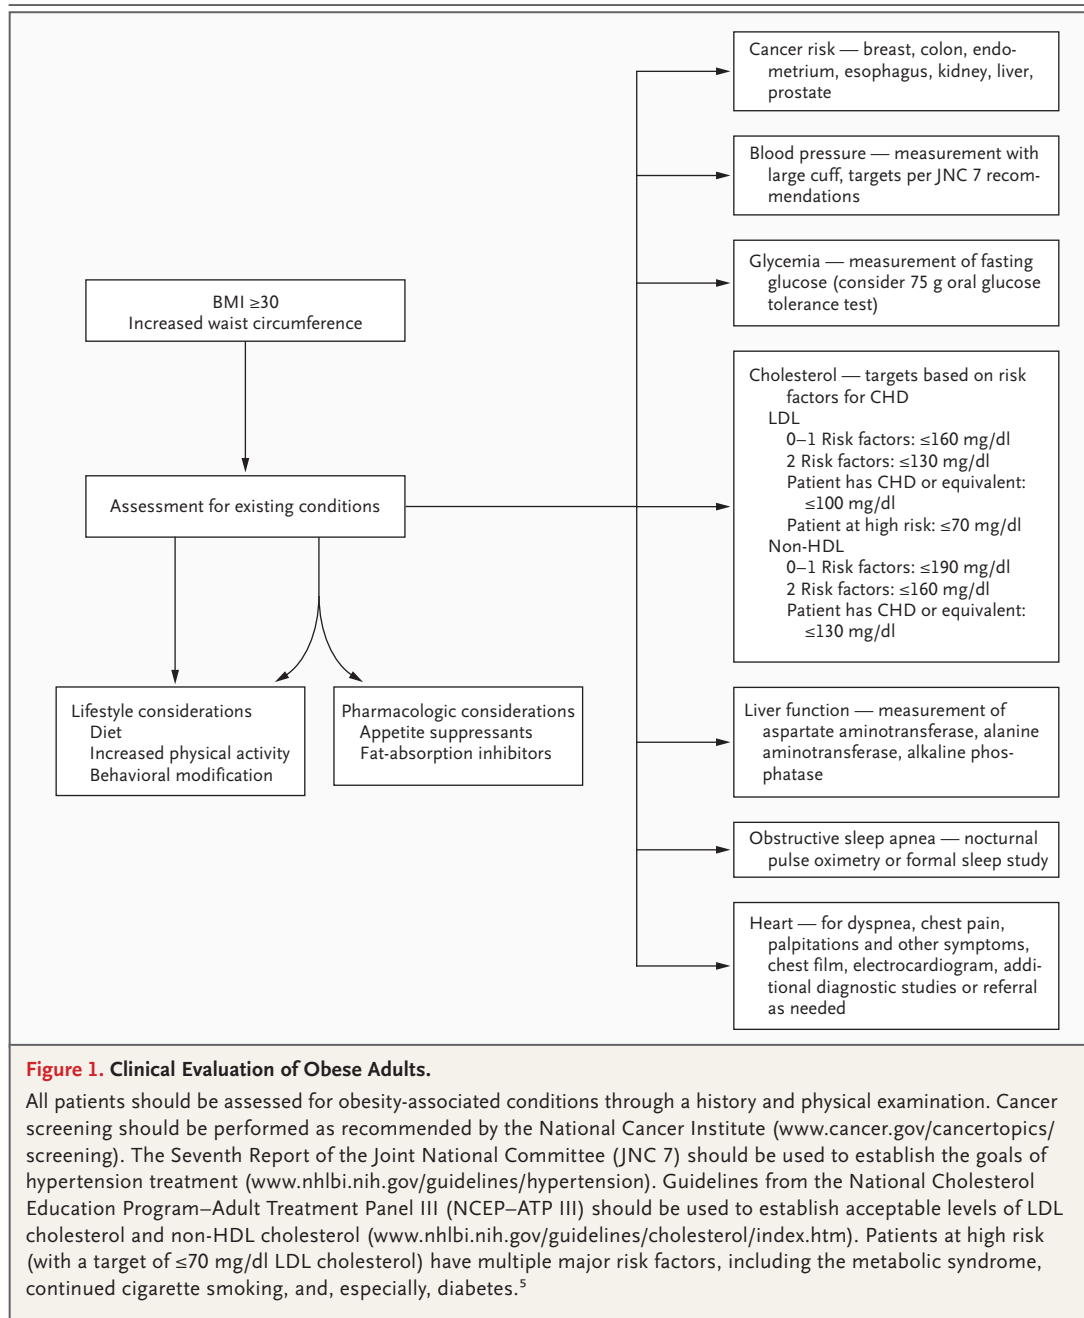 BMI ≥30
Increased waist circumference
Assessment for existing conditions
Lifestyle considerations
Diet
Increased physical activity
Behavioral modification
Pharmacologic considerations
Appetite suppressants
Fat-absorption inhibitors
Cancer risk — breast, colon, endo-
metrium, esophagus, kidney, liver,
prostate
Blood pressure — measurement with
large cuff, targets per JNC 7 recom-
mendations
Glycemia — measurement of fasting
glucose (consider 75 g oral glucose
tolerance test)
Cholesterol — targets based on risk
factors for CHD
LDL
0–1 Risk factors: ≤160 mg/dl
2 Risk factors: ≤130 mg/dl
Patient has CHD or equivalent:
≤100 mg/dl
Patient at high risk: ≤70 mg/dl
Non-HDL
0–1 Risk factors: ≤190 mg/dl
2 Risk factors: ≤160 mg/dl
Patient has CHD or equivalent:
≤130 mg/dl
Liver function — measurement of
aspartate aminotransferase, alanine
aminotransferase, alkaline phos-
phatase
Obstructive sleep apnea — nocturnal
pulse oximetry or formal sleep study
Heart — for dyspnea, chest pain,
palpitations and other symptoms,
chest film, electrocardiogram, addi-
tional diagnostic studies or referral
as needed
Figure 1. Clinical Evaluation of Obese Adults.
All patients should be assessed for obesity-associated conditions through a history and physical examination. Cancer
screening should be performed as recommended by the National Cancer Institute (www.cancer.gov/cancertopics/
screening). The Seventh Report of the Joint National Committee (JNC 7) should be used to establish the goals of
hypertension treatment (www.nhlbi.nih.gov/guidelines/hypertension). Guidelines from the National Cholesterol
Education Program–Adult Treatment Panel III (NCEP–ATP III) should be used to establish acceptable levels of LDL
cholesterol and non-HDL cholesterol (www.nhlbi.nih.gov/guidelines/cholesterol/index.htm). Patients at high risk
(with a target of ≤70 mg/dl LDL cholesterol) have multiple major risk factors, including the metabolic syndrome,
continued cigarette smoking, and, especially, diabetes.⁵